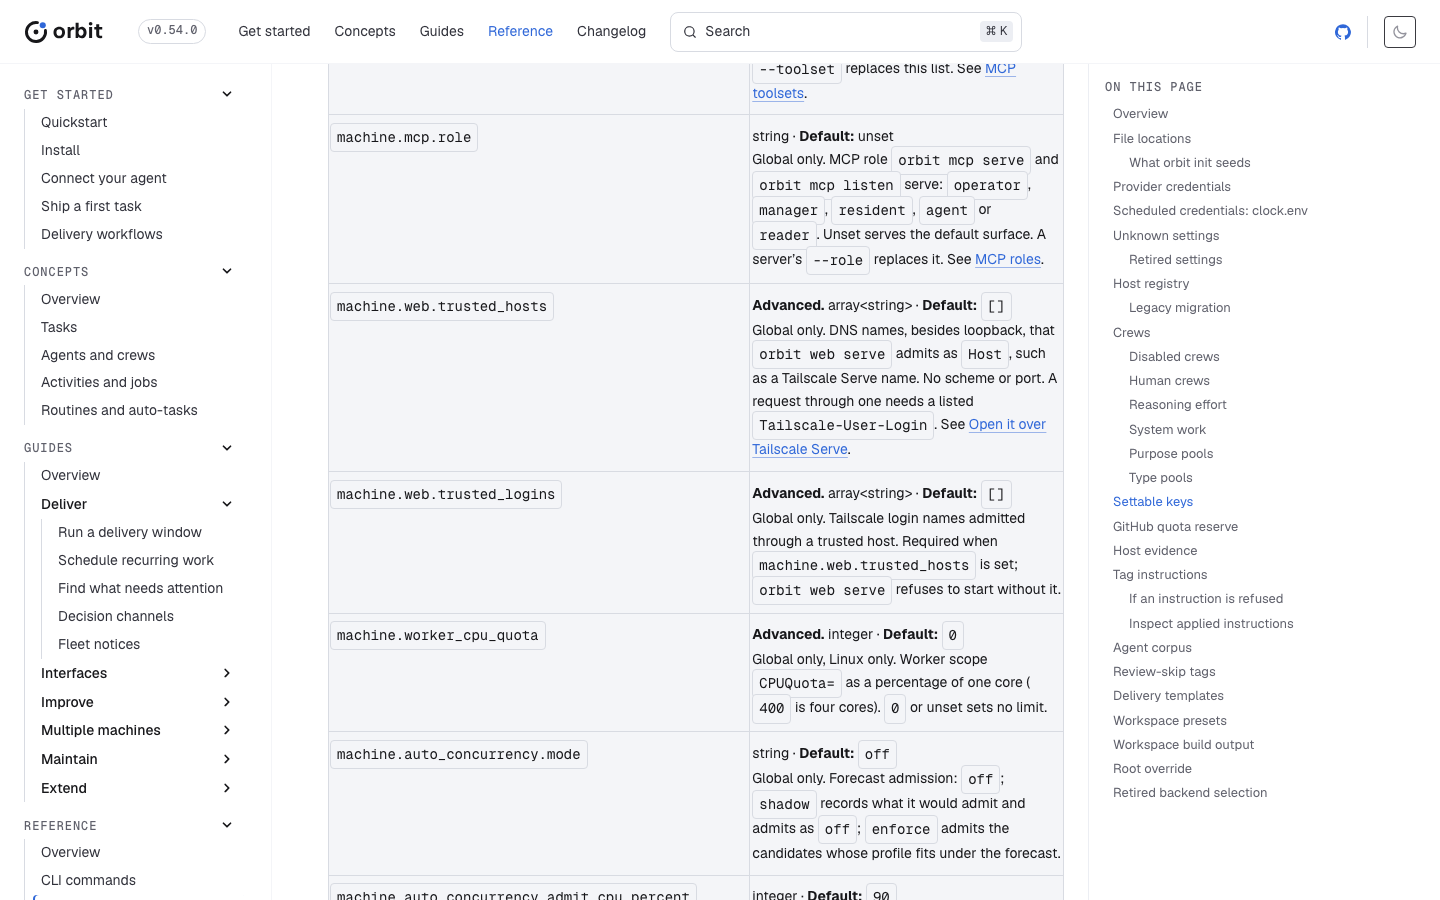 orbit
v0.54.0
Get started
Concepts
Guides
Reference
Changelog
Search
⌘ K
GET STARTED
Quickstart
Install
Connect your agent
Ship a first task
Delivery workflows
CONCEPTS
Overview
Tasks
Agents and crews
Activities and jobs
Routines and auto-tasks
GUIDES
Overview
Deliver
Run a delivery window
Schedule recurring work
Find what needs attention
Decision channels
Fleet notices
Interfaces
Improve
Multiple machines
Maintain
Extend
REFERENCE
Overview
CLI commands
--toolset replaces this list. See MCP
toolsets.
machine.mcp.role
string · Default: unset
Global only. MCP role orbit mcp serve and
orbit mcp listen serve: operator,
manager, resident, agent or
reader. Unset serves the default surface. A
server's --role replaces it. See MCP roles.
machine.web.trusted_hosts
Advanced. array<string> · Default: []
Global only. DNS names, besides loopback, that
orbit web serve admits as Host, such
as a Tailscale Serve name. No scheme or port. A
request through one needs a listed
Tailscale-User-Login. See Open it over
Tailscale Serve.
machine.web.trusted_logins
Advanced. array<string> · Default: []
Global only. Tailscale login names admitted
through a trusted host. Required when
machine.web.trusted_hosts is set;
orbit web serve refuses to start without it.
machine.worker_cpu_quota
Advanced. integer · Default: 0
Global only, Linux only. Worker scope
CPUQuota= as a percentage of one core (
400 is four cores). 0 or unset sets no limit.
machine.auto_concurrency.mode
string · Default: off
Global only. Forecast admission: off;
shadow records what it would admit and
admits as off; enforce admits the
candidates whose profile fits under the forecast.
machine.auto_concurrency.admit_cpu_percent
integer · Default: 90
ON THIS PAGE
Overview
File locations
What orbit init seeds
Provider credentials
Scheduled credentials: clock.env
Unknown settings
Retired settings
Host registry
Legacy migration
Crews
Disabled crews
Human crews
Reasoning effort
System work
Purpose pools
Type pools
Settable keys
GitHub quota reserve
Host evidence
Tag instructions
If an instruction is refused
Inspect applied instructions
Agent corpus
Review-skip tags
Delivery templates
Workspace presets
Workspace build output
Root override
Retired backend selection